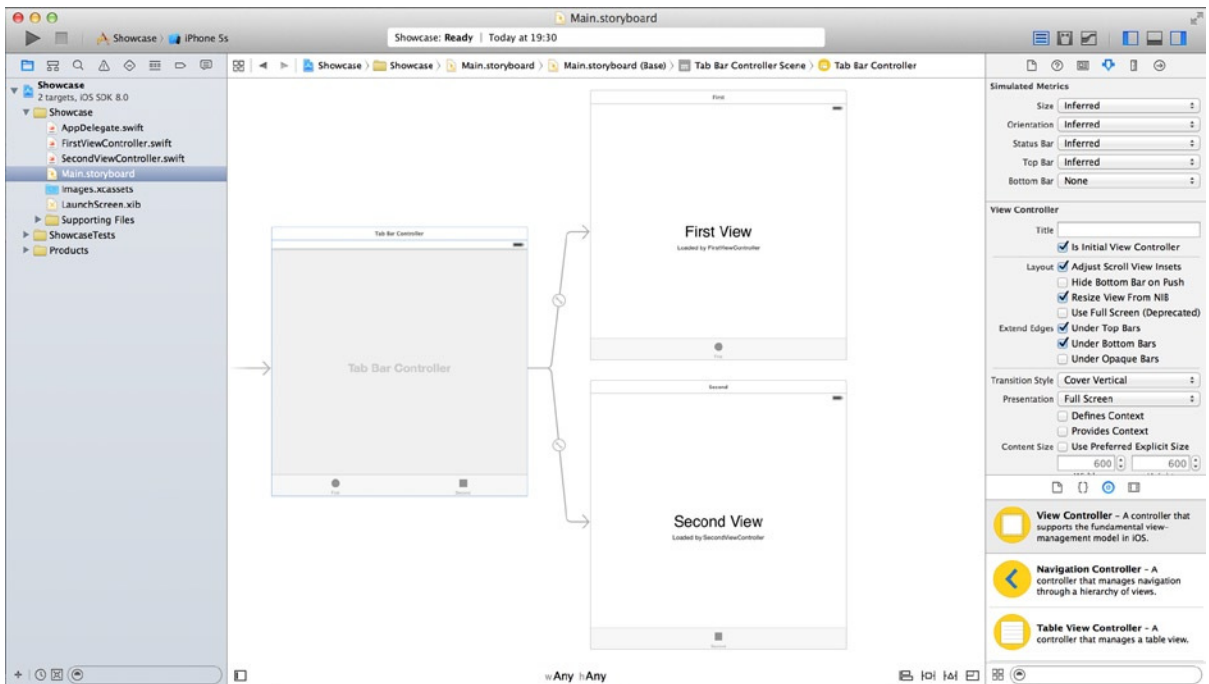 Main.storyboard
Showcase
iPhone 5s
Showcase: Ready | Today at 19:30
Showcase
Showcase
Main.storyboard
Main.storyboard (Base)
Tab Bar Controller Scene
Tab Bar Controller
Showcase
2 targets, iOS SDK 8.0
Showcase
AppDelegate.swift
FirstViewController.swift
SecondViewController.swift
Main.storyboard
Images.xcassets
LaunchScreen.xib
Supporting Files
ShowcaseTests
Products
Tab Bar Controller
Tab Bar Controller
First
Second
First
First View
Loaded by FirstViewController
First
Second
Second View
Loaded by SecondViewController
Second
wAny hAny
Simulated Metrics
Size Inferred
Orientation Inferred
Status Bar Inferred
Top Bar Inferred
Bottom Bar None
View Controller
Title
Is Initial View Controller
Layout Adjust Scroll View Insets
Hide Bottom Bar on Push
Resize View From NIB
Use Full Screen (Deprecated)
Extend Edges Under Top Bars
Under Bottom Bars
Under Opaque Bars
Transition Style Cover Vertical
Presentation Full Screen
Defines Context
Provides Context
Content Size Use Preferred Explicit Size
600 600
View Controller - A controller that
supports the fundamental view-
management model in iOS.
Navigation Controller - A
controller that manages navigation
through a hierarchy of views.
Table View Controller - A
controller that manages a table view.